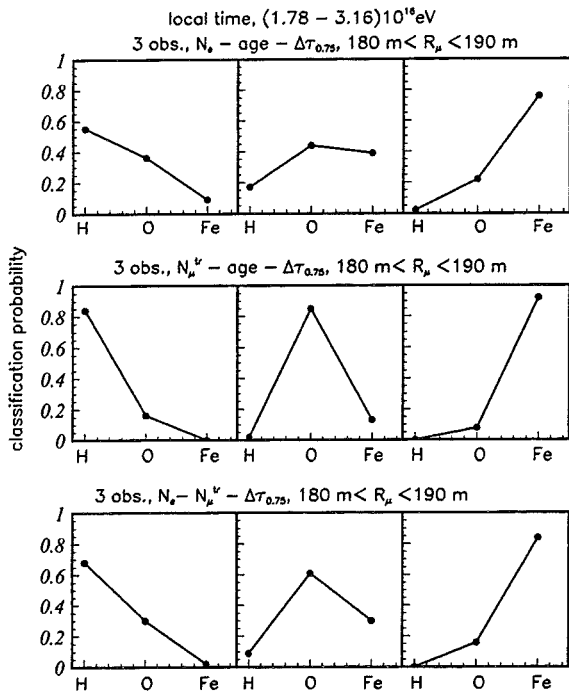 local time, (1.78 – 3.16)10¹⁶eV
3 obs., Nₑ – age – Δτ₀.₇₅, 180 m< R_μ <190 m
1
0.8
0.6
0.4
0.2
0
H O Fe H O Fe H O Fe
classification probability
3 obs., N_μ^tr – age – Δτ₀.₇₅, 180 m< R_μ <190 m
1
0.8
0.6
0.4
0.2
0
H O Fe H O Fe H O Fe
3 obs., Nₑ– N_μ^tr – Δτ₀.₇₅, 180 m< R_μ <190 m
1
0.8
0.6
0.4
0.2
0
H O Fe H O Fe H O Fe